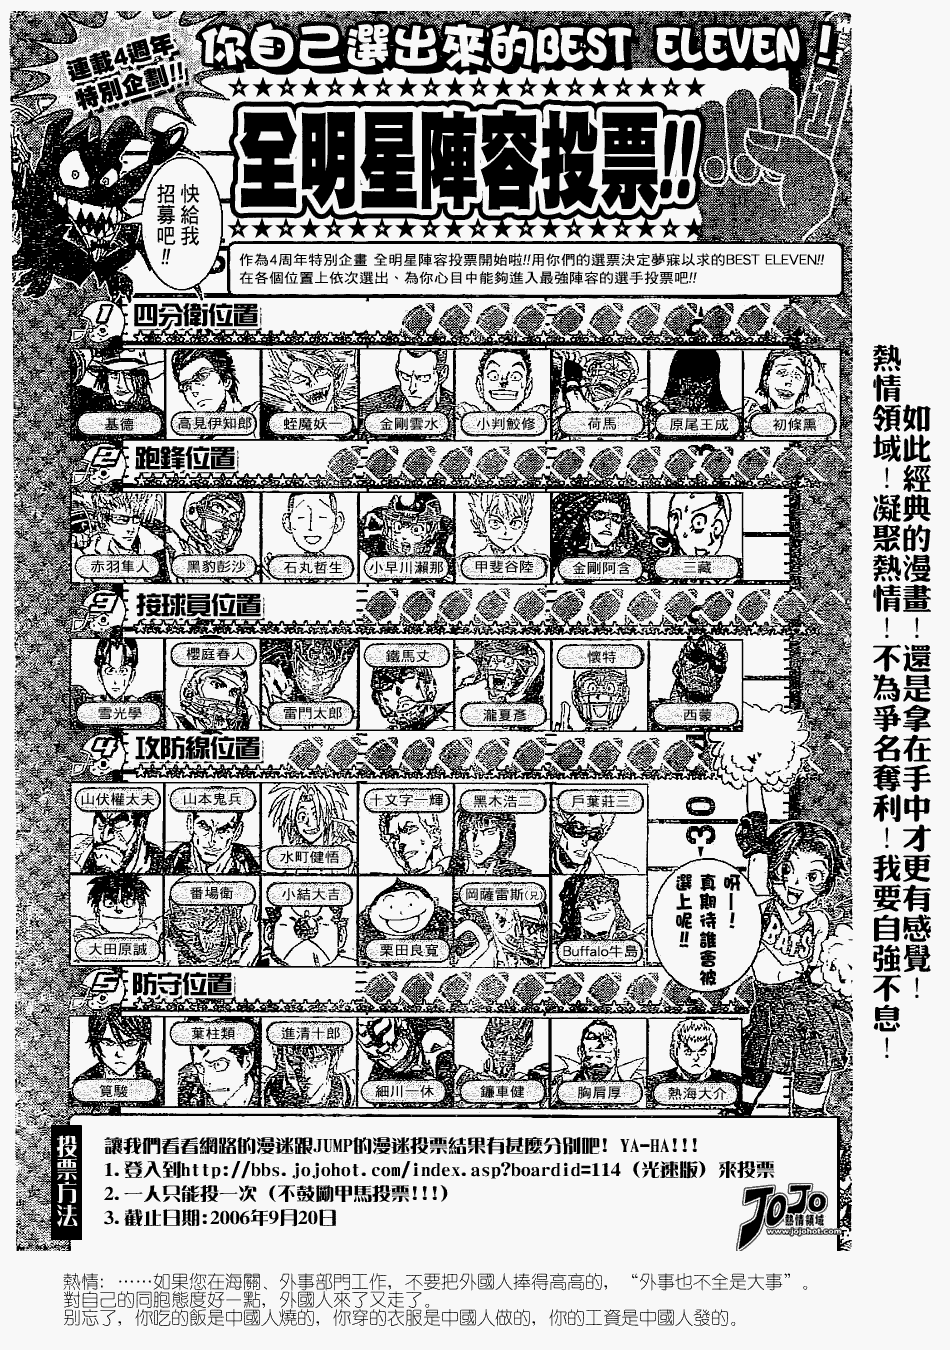 連載4週年
特別企劃!!
你自己選出來的BEST ELEVEN！
全明星陣容投票!!
快給我
招募吧!!
作為4周年特別企畫 全明星陣容投票開始啦!!用你們的選票決定夢寐以求的BEST ELEVEN!!
在各個位置上依次選出、為你心目中能夠進入最強陣容的選手投票吧!!
1 四分衛位置
基德 高見伊知郎 蛭魔妖一 金剛雲水 小判鮫修 荷馬 原尾王成 初條黑
2 跑鋒位置
赤羽隼人 黑豹彭沙 石丸哲生 小早川瀨那 甲斐谷陸 金剛阿含 三藏
3 接球員位置
雪光學 櫻庭春人 雷門太郎 鐵馬丈 瀧夏彥 懷特 西蒙
4 攻防線位置
山伏權太夫 山本鬼兵 水町健悟 十文字一輝 黑木浩二 戶葉莊三
大田原誠 番場衛 小結大吉 栗田良寬 岡薩雷斯(兄) Buffalo牛島
30
呀—！
真期待誰會被
選上呢!!
5 防守位置
筧駿 葉柱類 進清十郎 細川一休 鐮車健 胸肩厚 熱海大介
投票方法
讓我們看看網路的漫迷跟JUMP的漫迷投票結果有甚麼分別吧! YA-HA!!!
1.登入到http://bbs.jojohot.com/index.asp?boardid=114 (光速版) 來投票
2.一人只能投一次 (不鼓勵甲馬投票!!!)
3.截止日期:2006年9月20日
JOJO
熱情領域
www.jojohot.com
如此經典的漫畫！還是拿在手中才更有感覺！
熱情領域！凝聚熱情！不為爭名奪利！我要自強不息！
熱情: ……如果您在海關、外事部門工作，不要把外國人捧得高高的，“外事也不全是大事”。
對自己的同胞態度好一點，外國人來了又走了。
別忘了，你吃的飯是中國人燒的，你穿的衣服是中國人做的，你的工資是中國人發的。